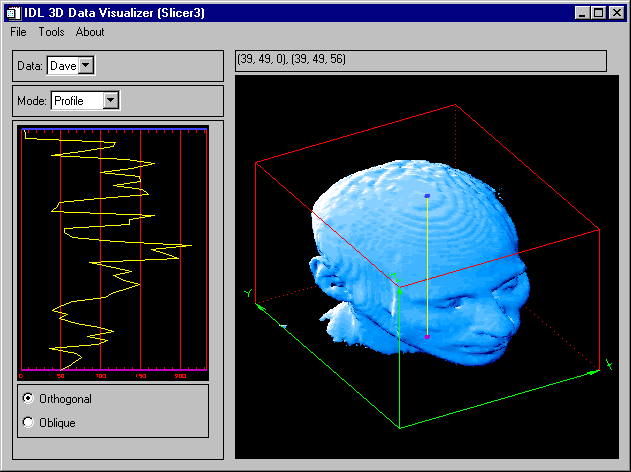 IDL 3D Data Visualizer (Slicer3)
File Tools About
Data: Dave
(39, 49, 0), (39, 49, 56)
Mode: Profile
0 50 100 150 200
Y
X
Orthogonal
Oblique